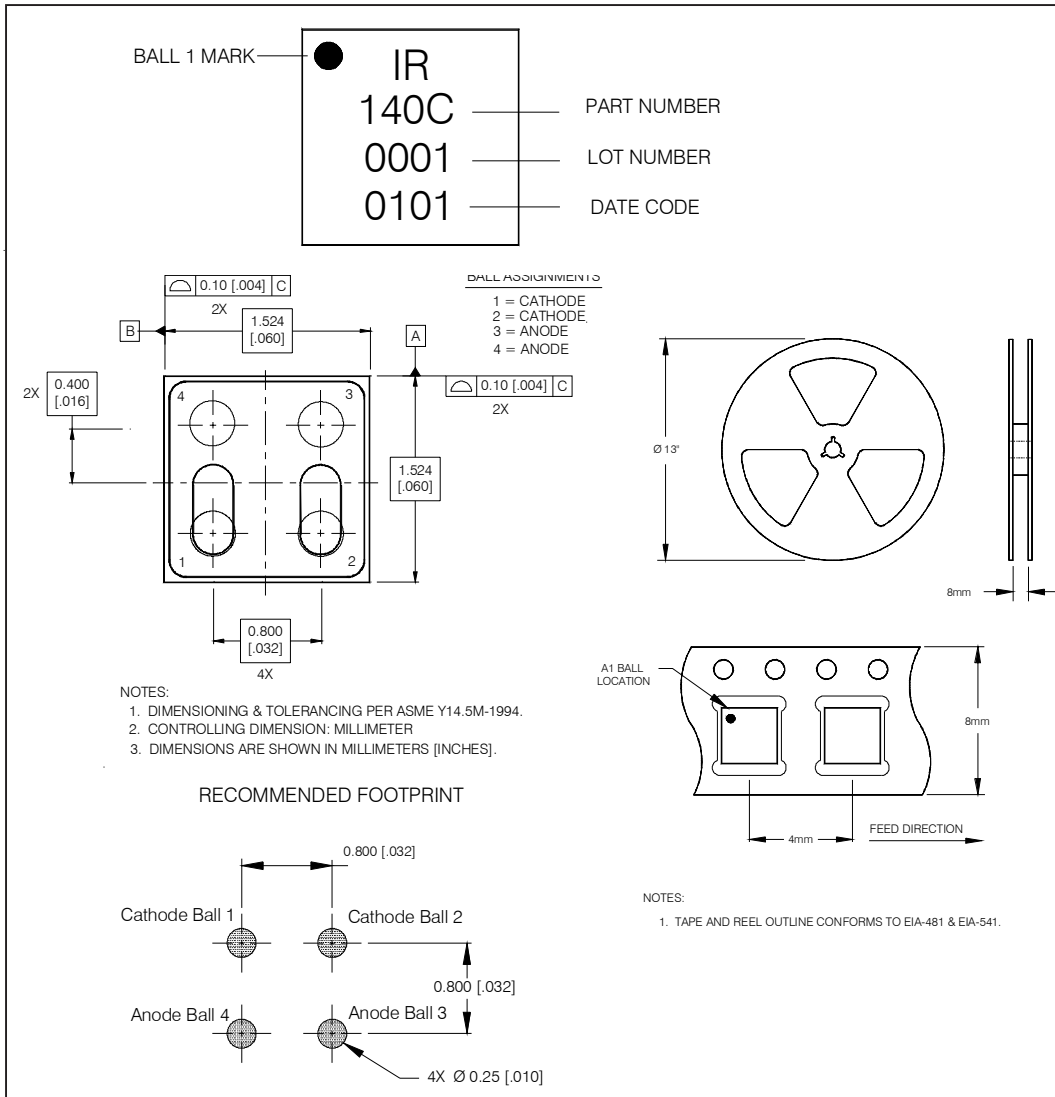 BALL 1 MARK
IR
140C
PART NUMBER
0001
LOT NUMBER
0101
DATE CODE
0.10 [.004] C
2X
B
1.524
[.060]
BALL ASSIGNMENTS
1 = CATHODE
2 = CATHODE
3 = ANODE
4 = ANODE
A
0.10 [.004] C
2X
2X
0.400
[.016]
4
3
1
2
1.524
[.060]
0.800
[.032]
4X
Ø 13"
8mm
NOTES:
1. DIMENSIONING & TOLERANCING PER ASME Y14.5M-1994.
2. CONTROLLING DIMENSION: MILLIMETER
3. DIMENSIONS ARE SHOWN IN MILLIMETERS [INCHES].
A1 BALL
LOCATION
8mm
4mm
FEED DIRECTION
NOTES:
1. TAPE AND REEL OUTLINE CONFORMS TO EIA-481 & EIA-541.
RECOMMENDED FOOTPRINT
0.800 [.032]
Cathode Ball 1
Cathode Ball 2
0.800 [.032]
Anode Ball 4
Anode Ball 3
4X Ø 0.25 [.010]